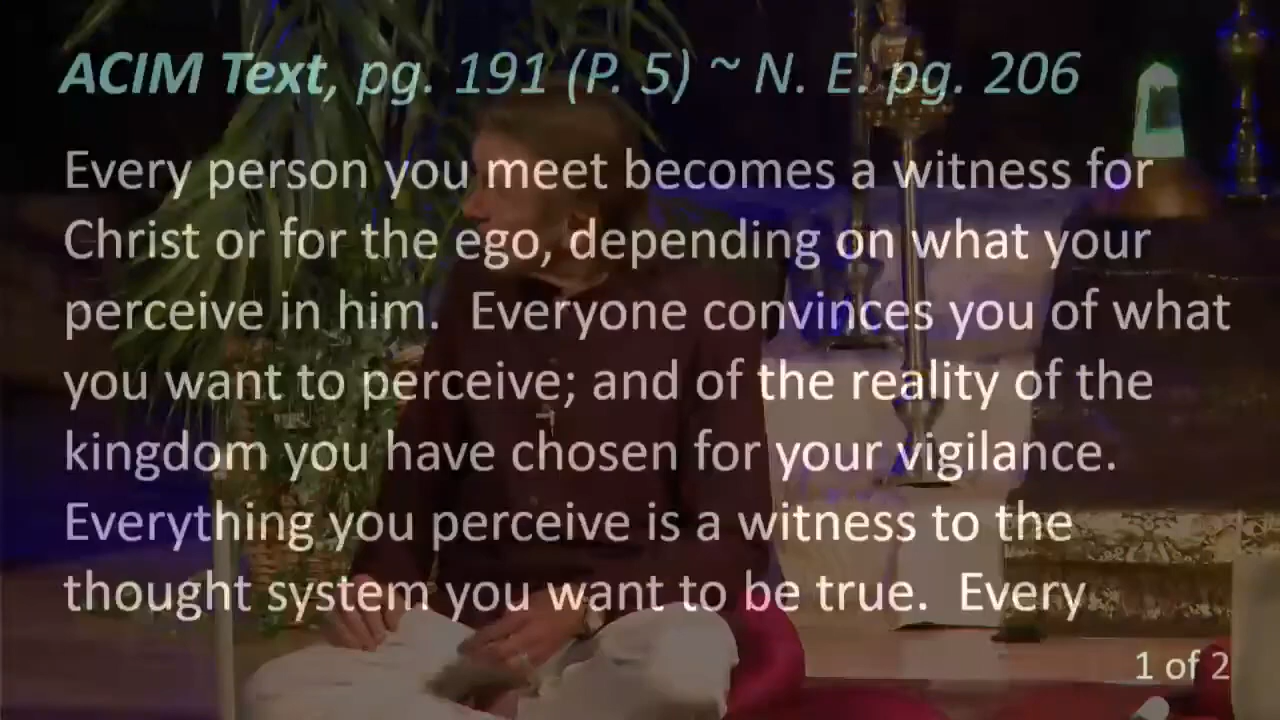 ACIM Text, pg. 191 (P. 5) ~ N. E. pg. 206
Every person you meet becomes a witness for
Christ or for the ego, depending on what your
perceive in him.  Everyone convinces you of what
you want to perceive; and of the reality of the
kingdom you have chosen for your vigilance.
Everything you perceive is a witness to the
thought system you want to be true.  Every
1 of 2